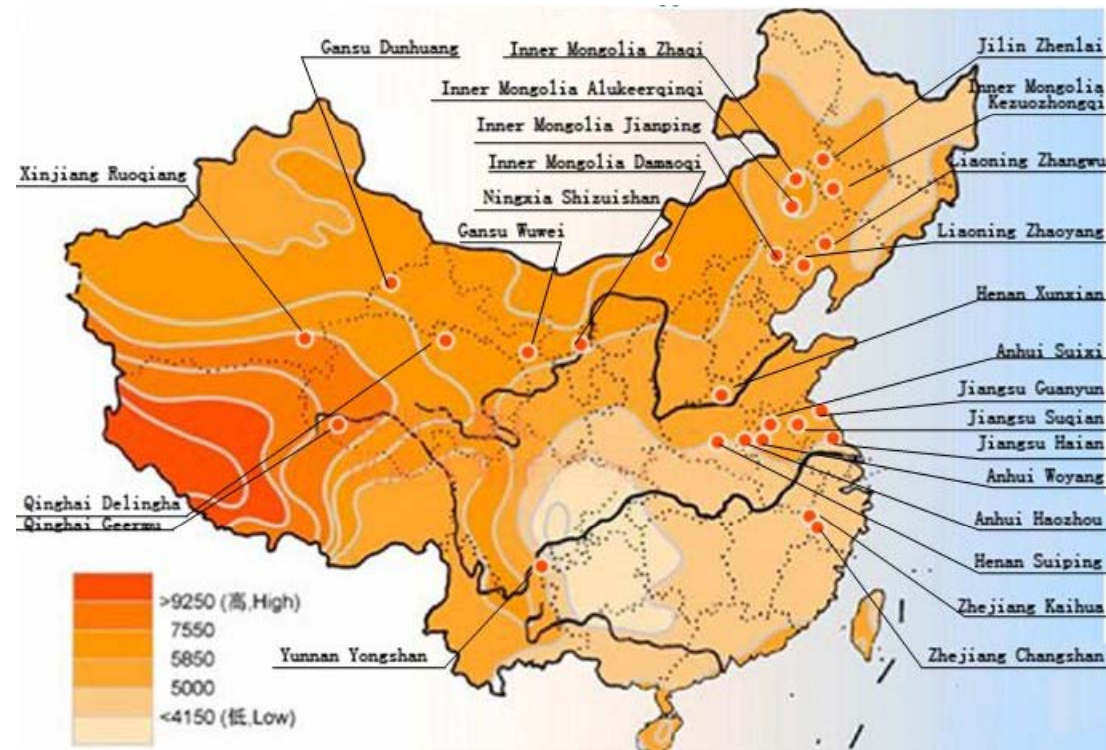 Gansu Dunhuang
Inner Mongolia Zhaqi
Jilin Zhenlai
Inner Mongolia Alukeerqinqi
Inner Mongolia
Kezuozhongqi
Inner Mongolia Jianping
Inner Mongolia Damaoqi
Liaoning Zhangwu
Xinjiang Ruoqiang
Ningxia Shizuishan
Gansu Wuwei
Liaoning Zhaoyang
Henan Xunxian
Anhui Suixi
Jiangsu Guanyun
Jiangsu Suqian
Jiangsu Haian
Anhui Woyang
Qinghai Delingha
Qinghai Geermu
Anhui Haozhou
Henan Suiping
Zhejiang Kaihua
Yunnan Yongshan
Zhejiang Changshan
>9250 (高,High)
7550
5850
5000
<4150 (低,Low)